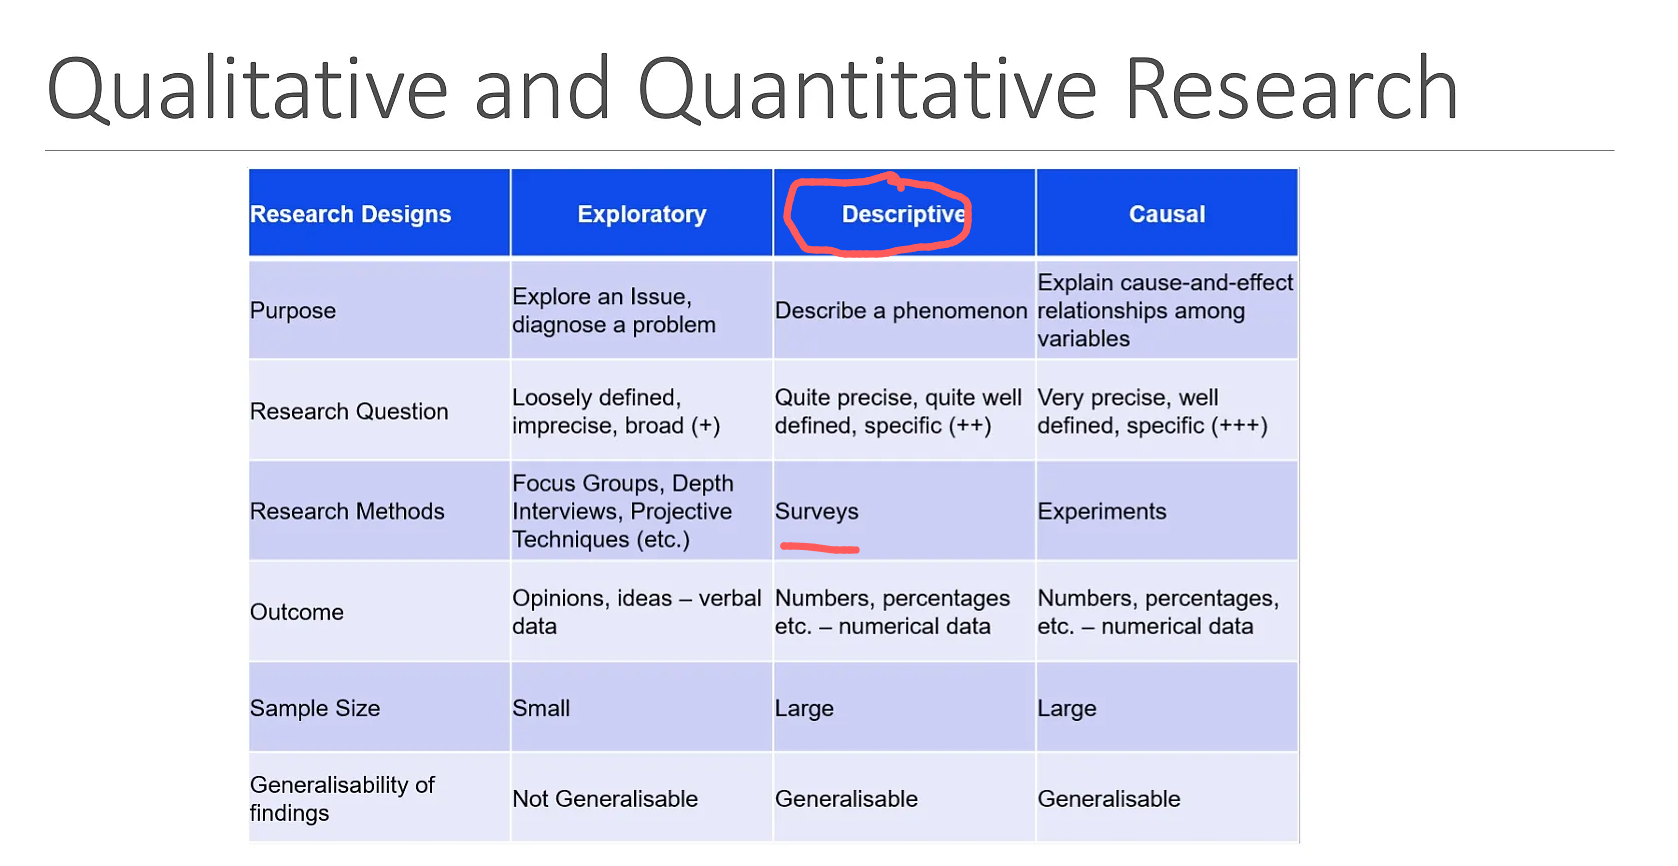 Qualitative and Quantitative Research
Research Designs
Exploratory
Descriptive
Causal
Purpose
Explore an Issue,
diagnose a problem
Describe a phenomenon
Explain cause-and-effect
relationships among
variables
Research Question
Loosely defined,
imprecise, broad (+)
Quite precise, quite well
defined, specific (++)
Very precise, well
defined, specific (+++)
Research Methods
Focus Groups, Depth
Interviews, Projective
Techniques (etc.)
Surveys
Experiments
Outcome
Opinions, ideas – verbal
data
Numbers, percentages
etc. – numerical data
Numbers, percentages,
etc. – numerical data
Sample Size
Small
Large
Large
Generalisability of
findings
Not Generalisable
Generalisable
Generalisable